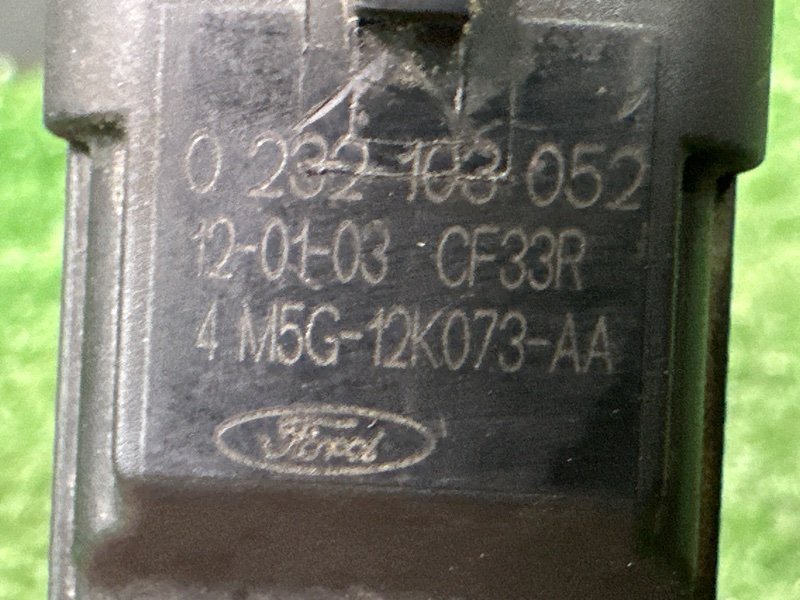 0 232 103 052
12-01-03 CF33R
4 M5G-12K073-AA
Ford